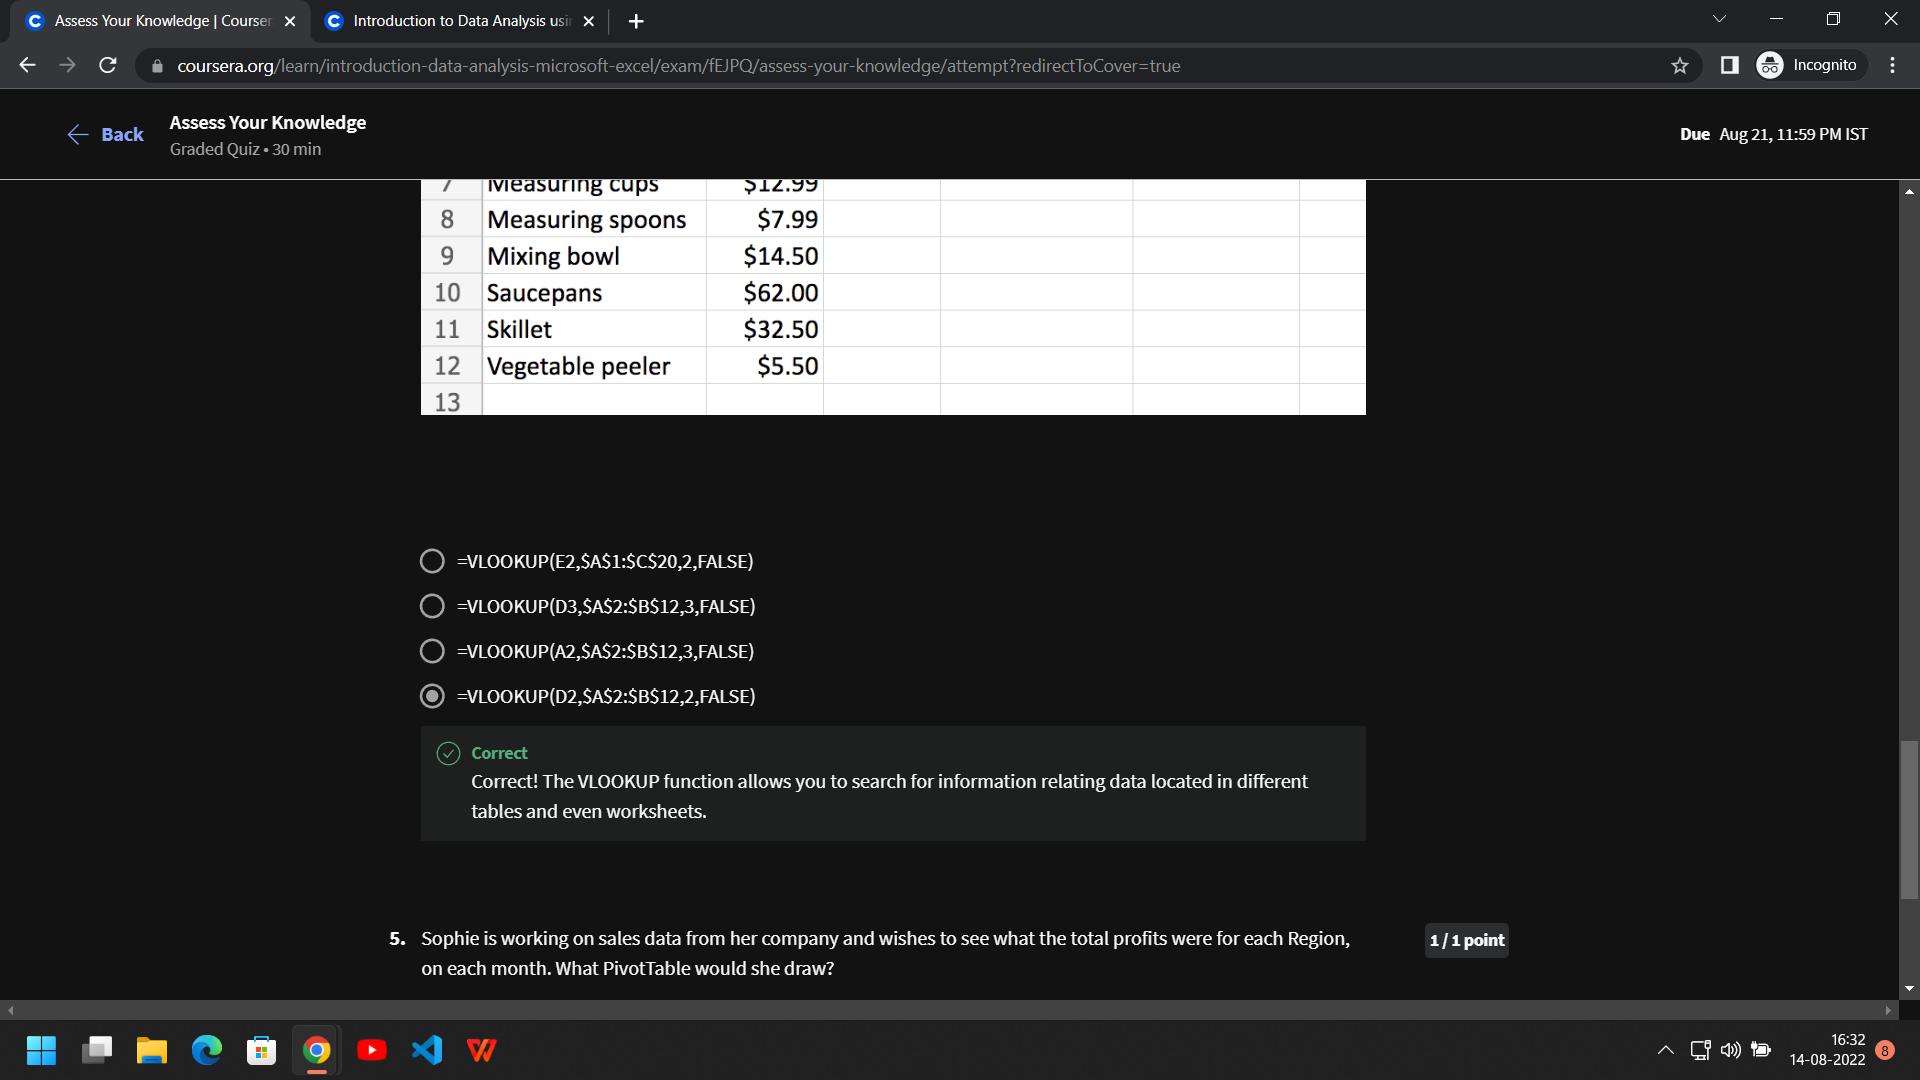 Assess Your Knowledge | Courser
Introduction to Data Analysis usin
coursera.org/learn/introduction-data-analysis-microsoft-excel/exam/fEJPQ/assess-your-knowledge/attempt?redirectToCover=true
Incognito
Back
Assess Your Knowledge
Graded Quiz • 30 min
Due Aug 21, 11:59 PM IST
7 Measuring cups $12.99
8 Measuring spoons $7.99
9 Mixing bowl $14.50
10 Saucepans $62.00
11 Skillet $32.50
12 Vegetable peeler $5.50
13
=VLOOKUP(E2,$A$1:$C$20,2,FALSE)
=VLOOKUP(D3,$A$2:$B$12,3,FALSE)
=VLOOKUP(A2,$A$2:$B$12,3,FALSE)
=VLOOKUP(D2,$A$2:$B$12,2,FALSE)
Correct
Correct! The VLOOKUP function allows you to search for information relating data located in different
tables and even worksheets.
5. Sophie is working on sales data from her company and wishes to see what the total profits were for each Region,
on each month. What PivotTable would she draw?
1 / 1 point
16:32
14-08-2022
8